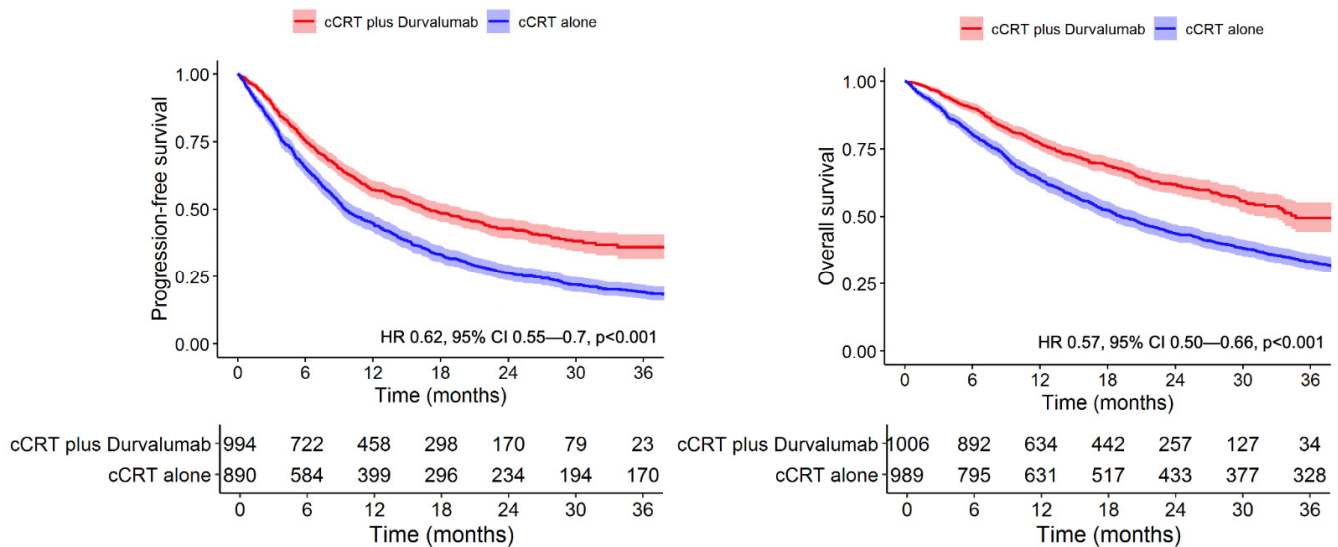 cCRT plus Durvalumab cCRT alone
Progression-free survival
1.00
0.75
0.50
0.25
0.00
HR 0.62, 95% CI 0.55—0.7, p<0.001
0 6 12 18 24 30 36
Time (months)
cCRT plus Durvalumab 994 722 458 298 170 79 23
cCRT alone 890 584 399 296 234 194 170
0 6 12 18 24 30 36
Time (months)
cCRT plus Durvalumab cCRT alone
Overall survival
1.00
0.75
0.50
0.25
0.00
HR 0.57, 95% CI 0.50—0.66, p<0.001
0 6 12 18 24 30 36
Time (months)
cCRT plus Durvalumab 1006 892 634 442 257 127 34
cCRT alone 989 795 631 517 433 377 328
0 6 12 18 24 30 36
Time (months)